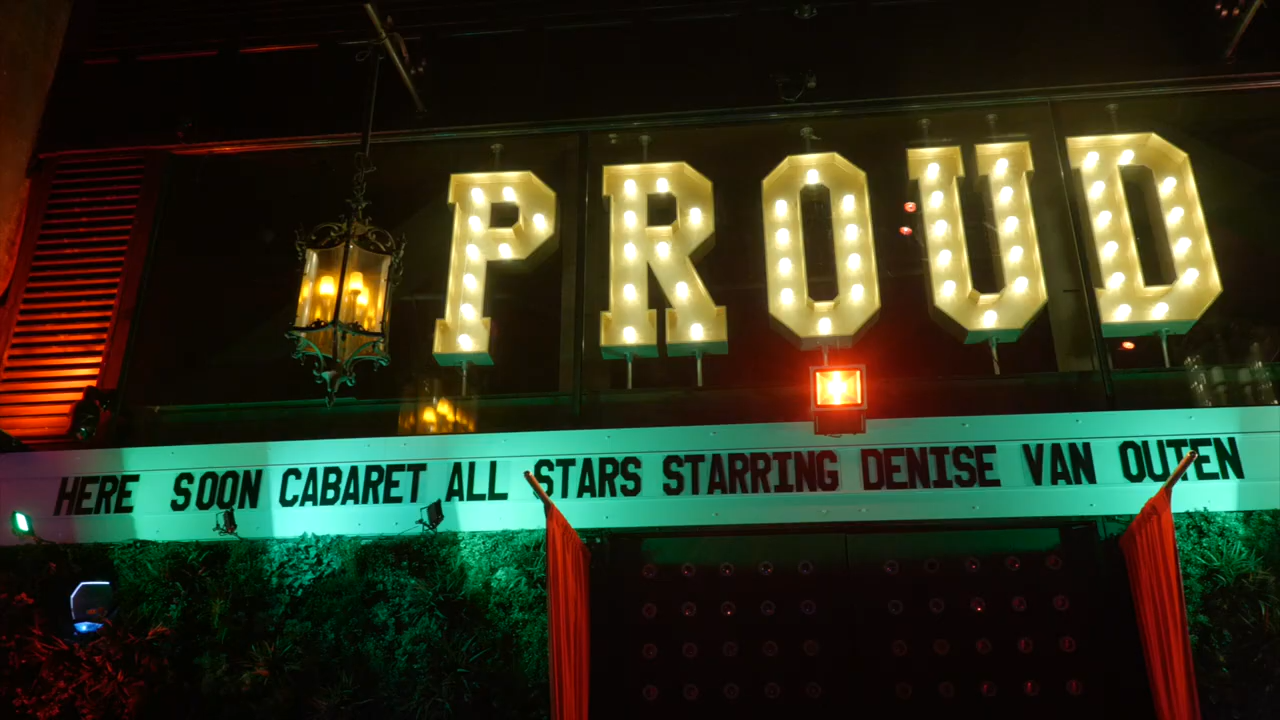 PROUD
HERE SOON CABARET ALL STARS STARRING DENISE VAN OUTEN